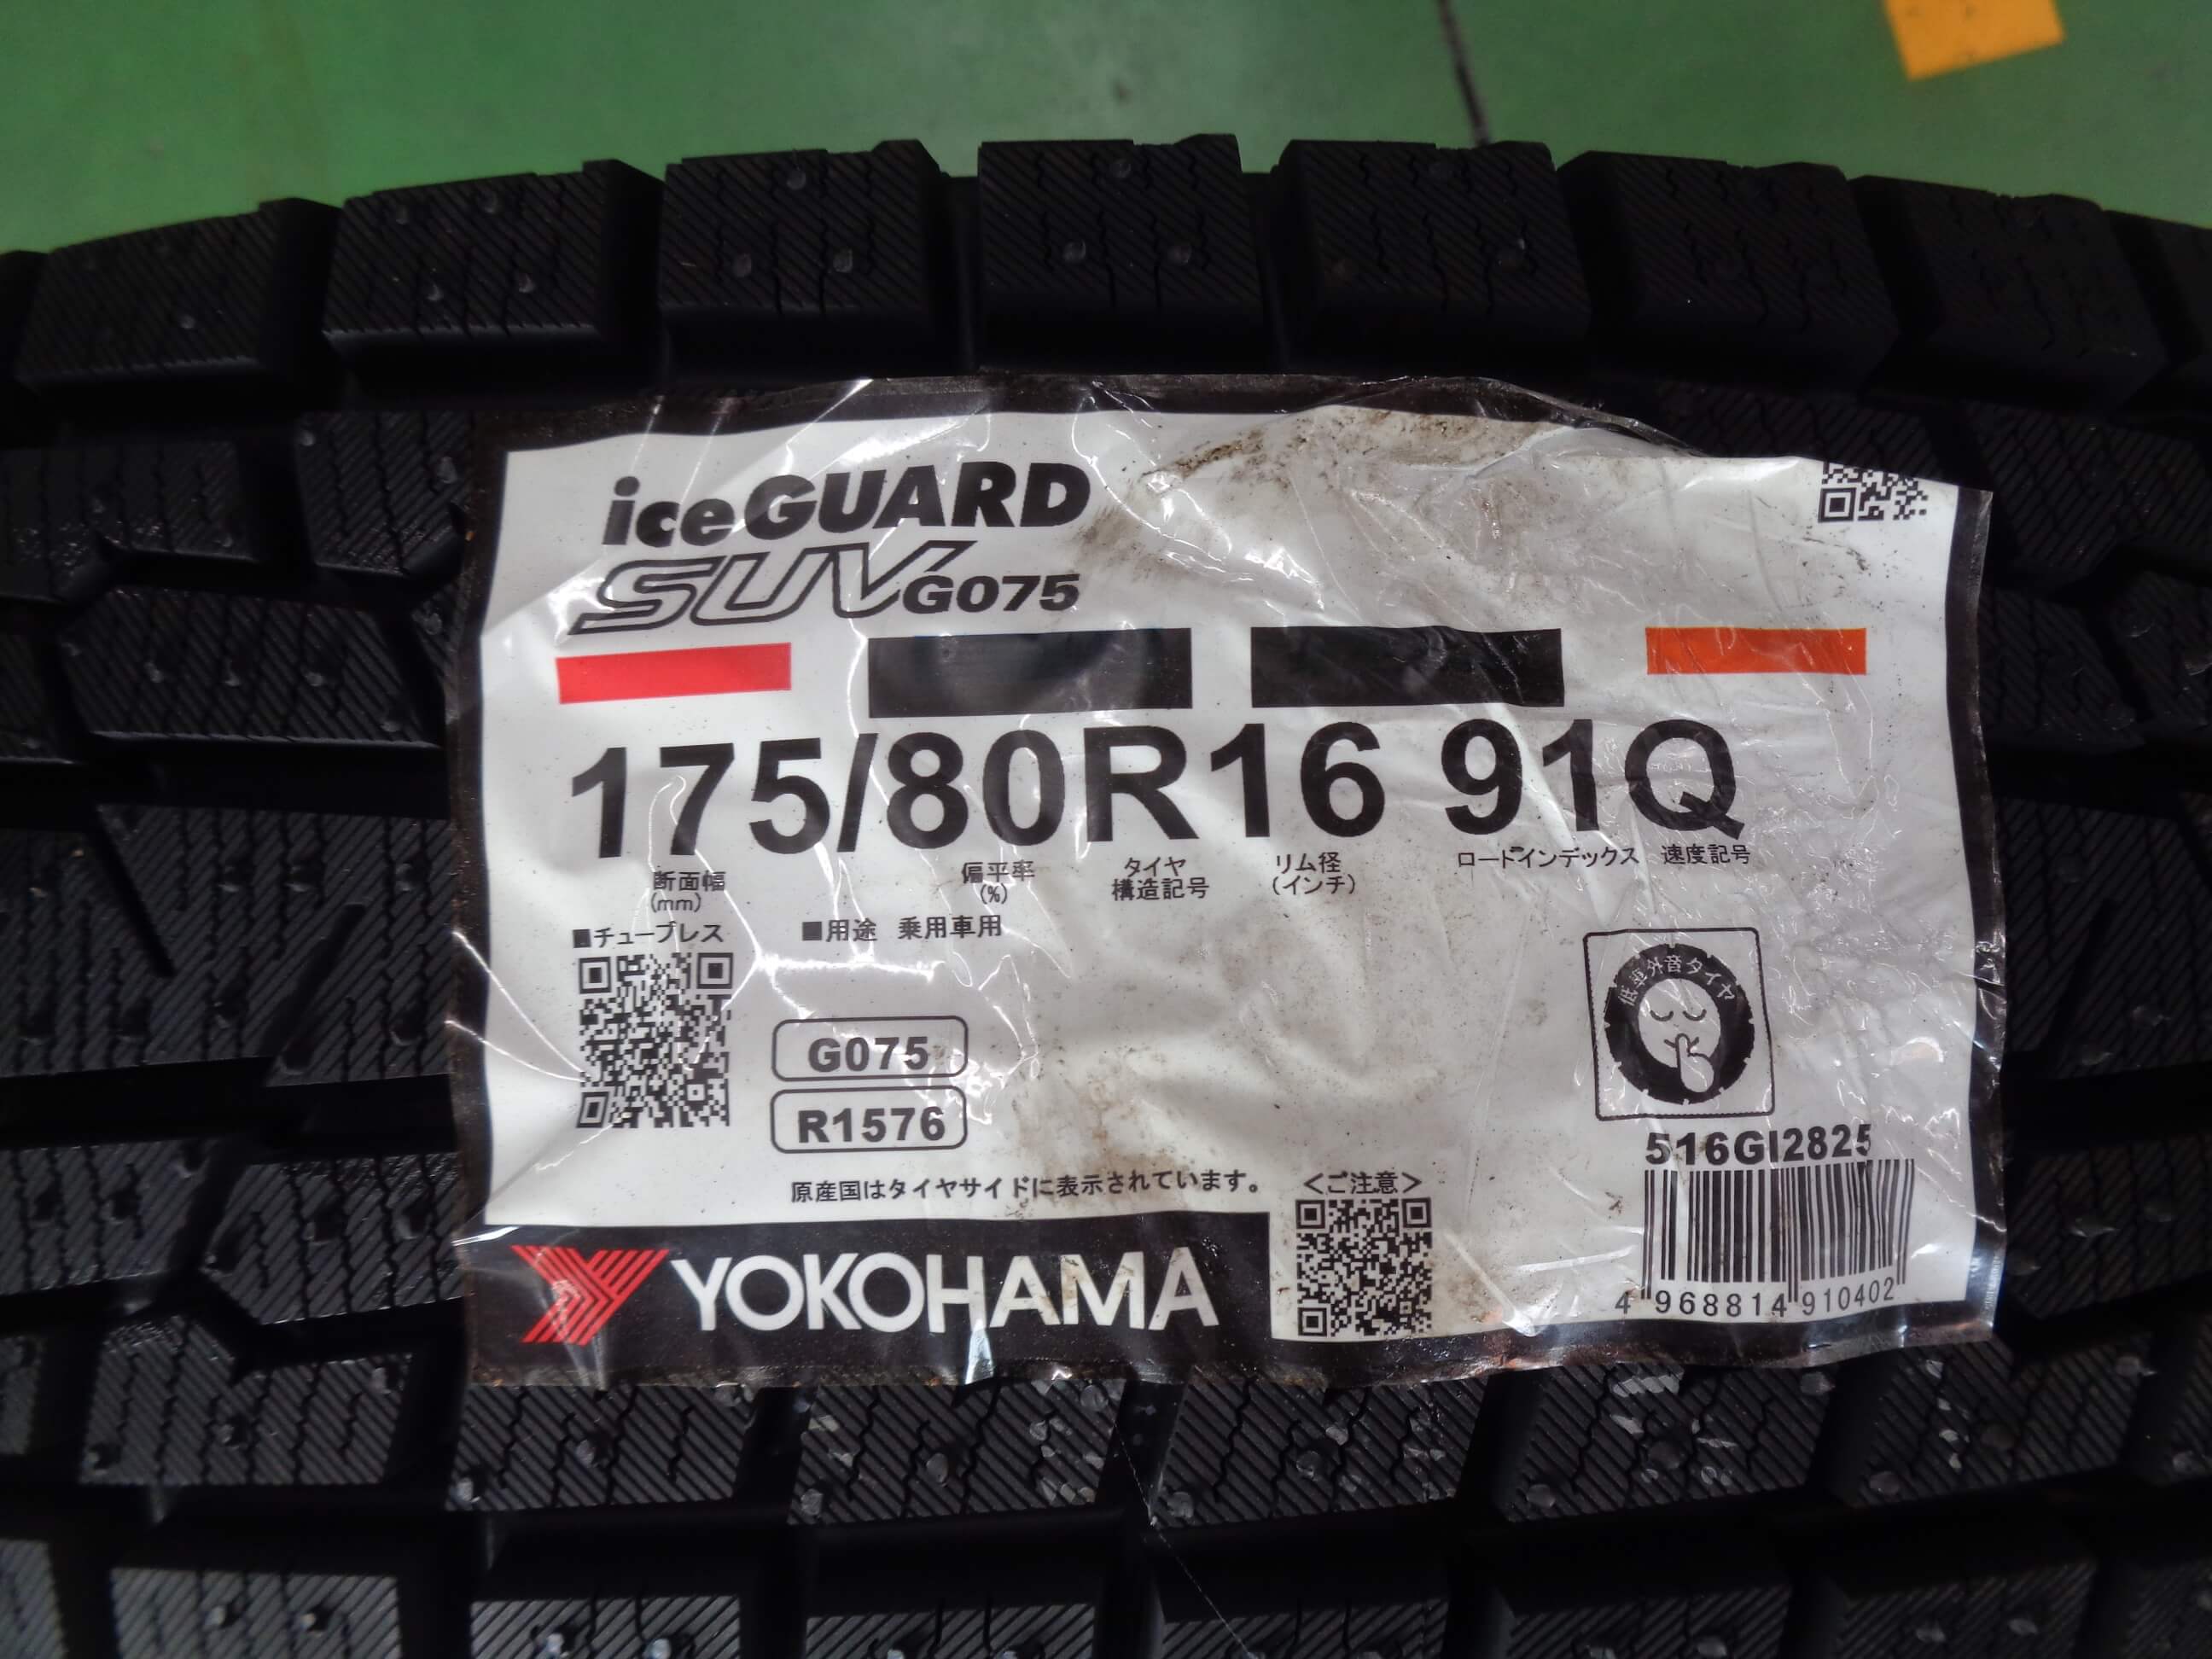 iceGUARD
SUV G075
175/80R16 91Q
断面幅 (mm)
偏平率 (%)
タイヤ 構造記号
リム径 (インチ)
ロードインデックス
速度記号
■チューブレス
■用途 乗用車用
低車外音タイヤ
G075
R1576
516GI2825
原産国はタイヤサイドに表示されています。
<ご注意>
YOKOHAMA
4 968814 910402